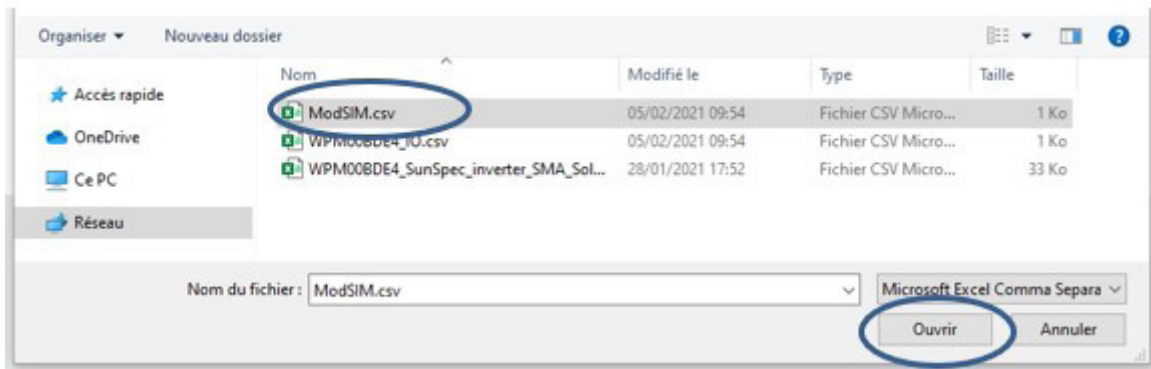 Organiser Nouveau dossier
Nom Modifié le Type Taille
Accès rapide
OneDrive
Ce PC
Réseau
ModSIM.csv 05/02/2021 09:54 Fichier CSV Micro... 1 Ko
WPM00BDE4_IO.csv 05/02/2021 09:54 Fichier CSV Micro... 1 Ko
WPM00BDE4_SunSpec_inverter_SMA_Sol... 28/01/2021 17:52 Fichier CSV Micro... 33 Ko
Nom du fichier : ModSIM.csv Microsoft Excel Comma Separa
Ouvrir Annuler